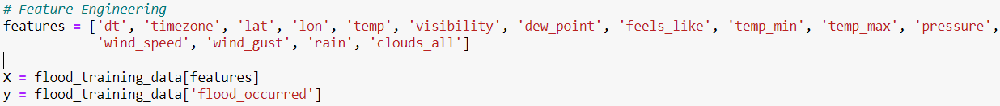 # Feature Engineering
features = ['dt', 'timezone', 'lat', 'lon', 'temp', 'visibility', 'dew_point', 'feels_like', 'temp_min', 'temp_max', 'pressure',
'wind_speed', 'wind_gust', 'rain', 'clouds_all']
X = flood_training_data[features]
y = flood_training_data['flood_occurred']